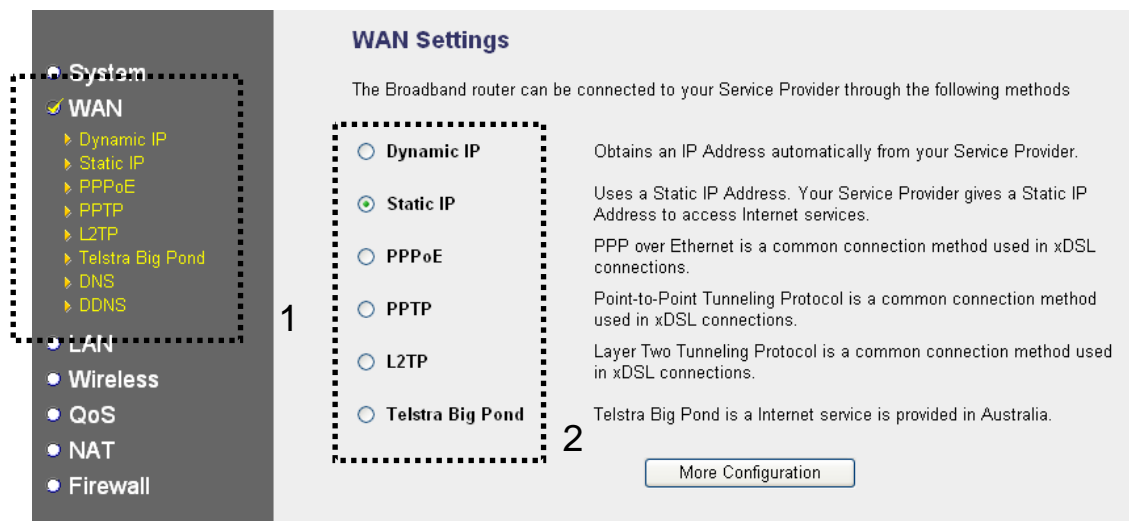 System
WAN
Dynamic IP
Static IP
PPPoE
PPTP
L2TP
Telstra Big Pond
DNS
DDNS
LAN
Wireless
QoS
NAT
Firewall
1
WAN Settings
The Broadband router can be connected to your Service Provider through the following methods
Dynamic IP Obtains an IP Address automatically from your Service Provider.
Static IP Uses a Static IP Address. Your Service Provider gives a Static IP
Address to access Internet services.
PPPoE PPP over Ethernet is a common connection method used in xDSL
connections.
PPTP Point-to-Point Tunneling Protocol is a common connection method
used in xDSL connections.
L2TP Layer Two Tunneling Protocol is a common connection method used
in xDSL connections.
Telstra Big Pond Telstra Big Pond is a Internet service is provided in Australia.
2
More Configuration